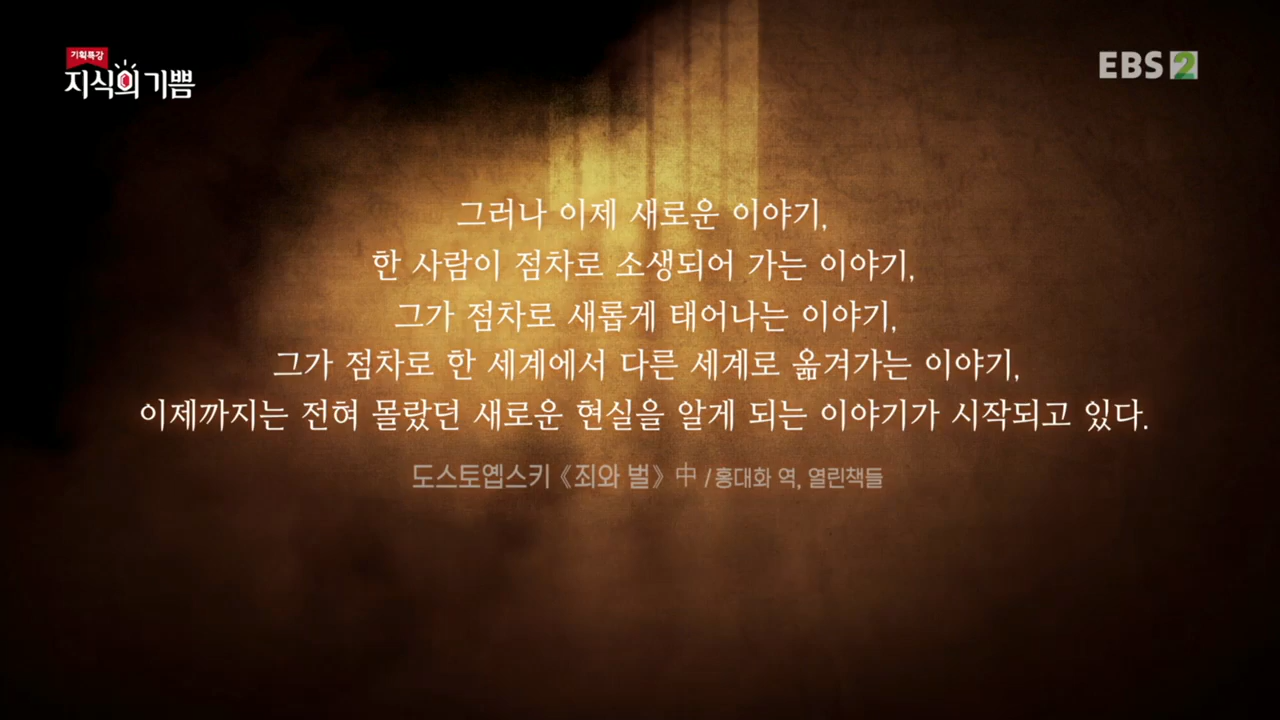 기획특강
지식의 기쁨
EBS 2
그러나 이제 새로운 이야기,
한 사람이 점차로 소생되어 가는 이야기,
그가 점차로 새롭게 태어나는 이야기,
그가 점차로 한 세계에서 다른 세계로 옮겨가는 이야기,
이제까지는 전혀 몰랐던 새로운 현실을 알게 되는 이야기가 시작되고 있다.
도스토옙스키 《죄와 벌》 中 / 홍대화 역, 열린책들